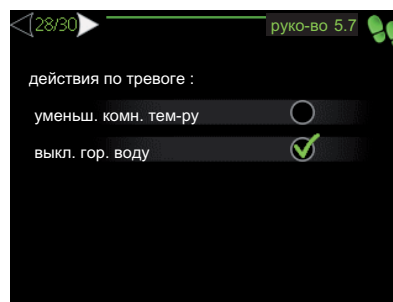 28/30 руко-во 5.7
действия по тревоге :
уменьш. комн. тем-ру
выкл. гор. воду